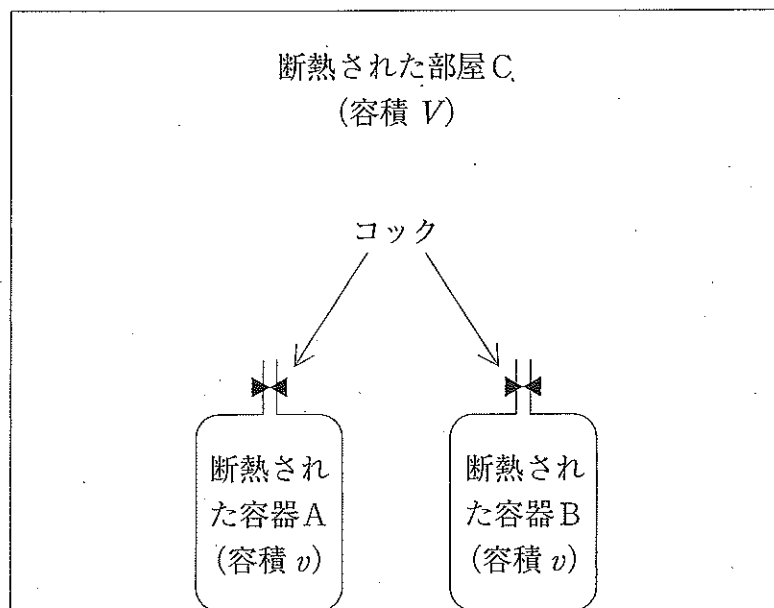 断熱された部屋C
(容積 V)
コック
断熱され
た容器A
(容積 v)
断熱され
た容器B
(容積 v)